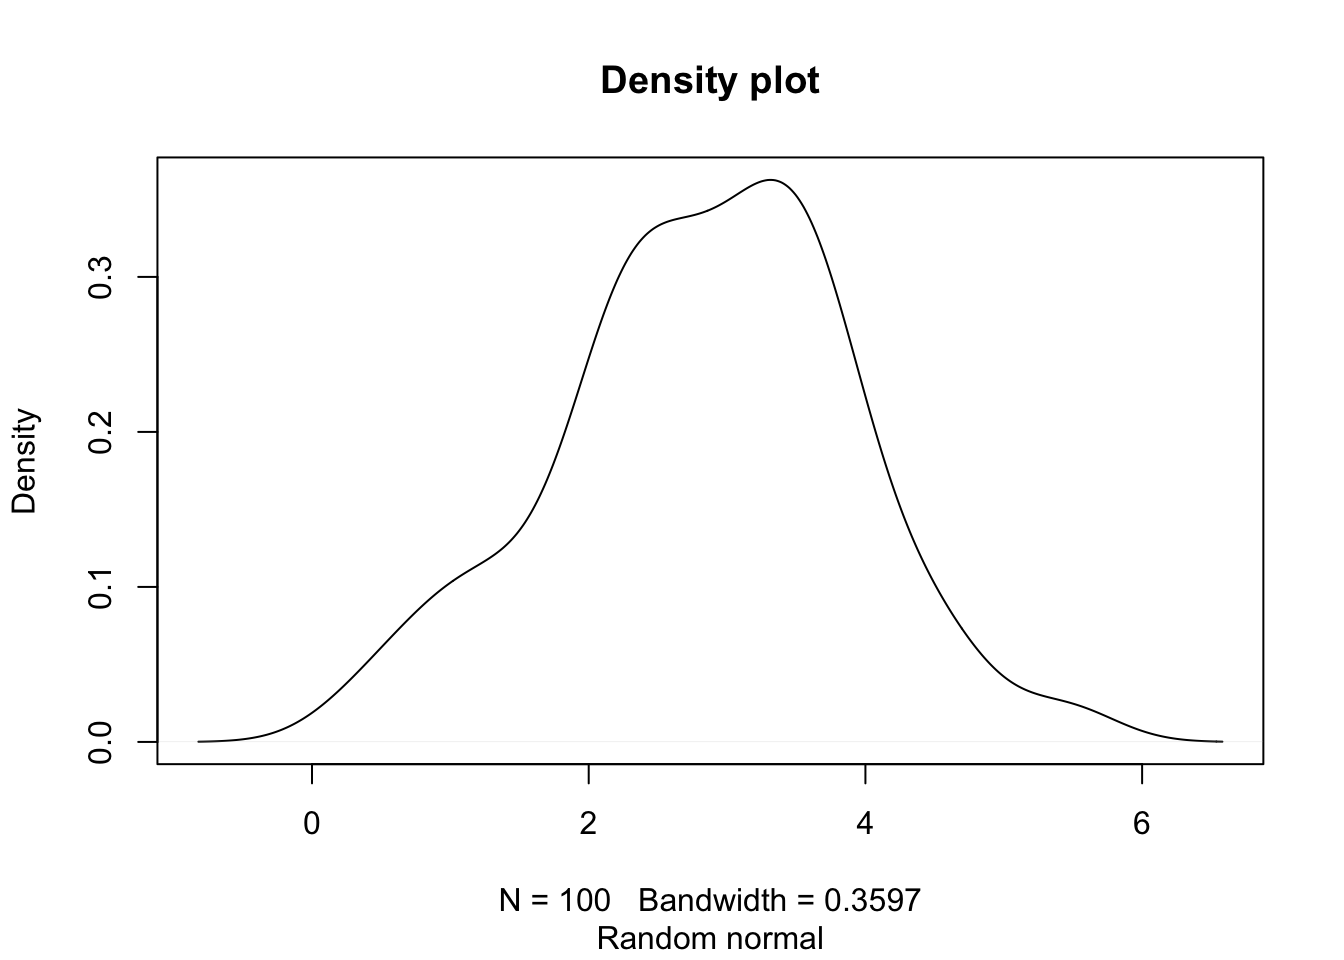 Density plot
Density
0.3
0.2
0.1
0.0
0 2 4 6
N = 100 Bandwidth = 0.3597
Random normal